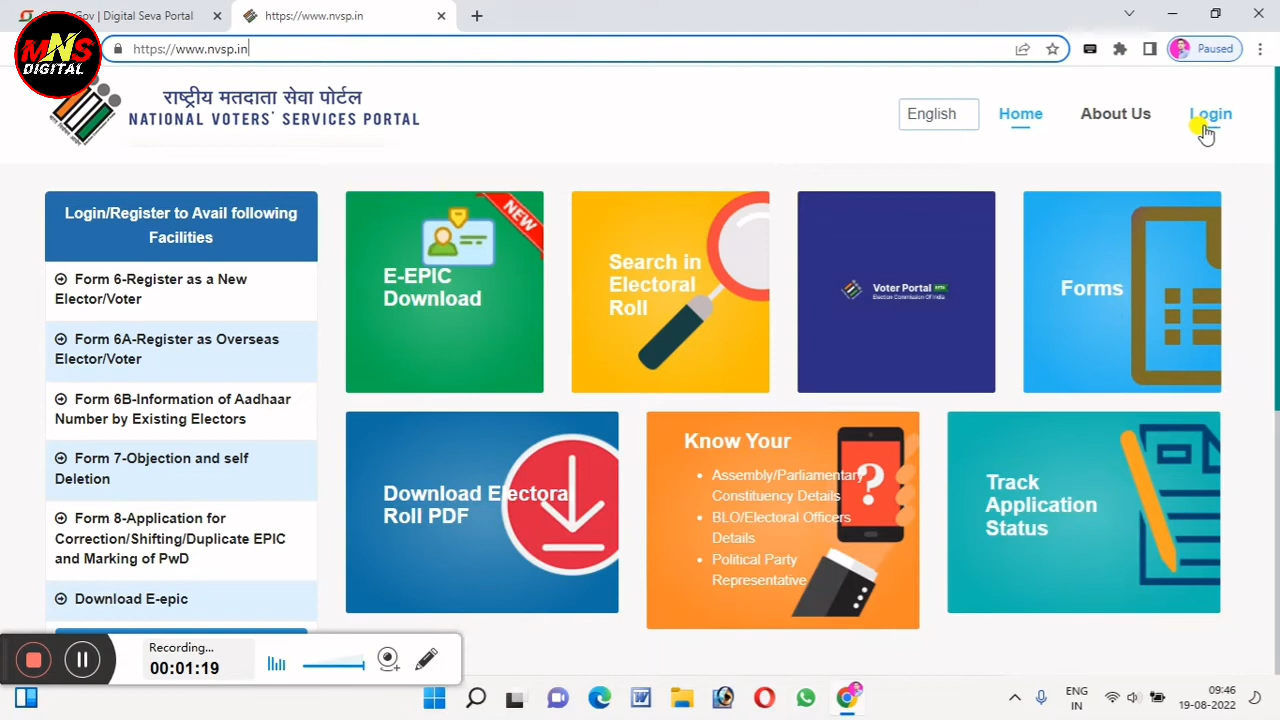 Gov | Digital Seva Portal
https://www.nvsp.in
MNS
DIGITAL
https://www.nvsp.in
Paused
राष्ट्रीय मतदाता सेवा पोर्टल
NATIONAL VOTERS' SERVICES PORTAL
English
Home
About Us
Login
Login/Register to Avail following
Facilities
Form 6-Register as a New
Elector/Voter
Form 6A-Register as Overseas
Elector/Voter
Form 6B-Information of Aadhaar
Number by Existing Electors
Form 7-Objection and self
Deletion
Form 8-Application for
Correction/Shifting/Duplicate EPIC
and Marking of PwD
Download E-epic
NEW
E-EPIC
Download
Search in
Electoral
Roll
Voter Portal
Election Commission Of India
Forms
Download Electora
Roll PDF
Know Your
Assembly/Parliamentary
Constituency Details
BLO/Electoral Officers
Details
Political Party
Representative
Track
Application
Status
Recording...
00:01:19
ENG
IN
09:46
19-08-2022